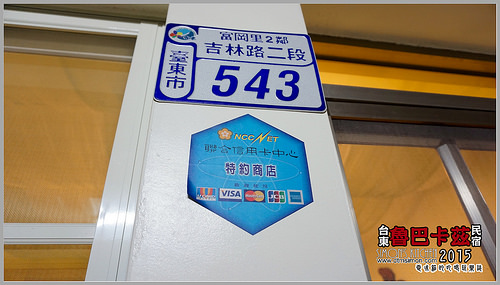 富岡里2鄰
臺東市
吉林路二段
543
NCCNET
聯合信用卡中心
特約商店
VISA
台東
魯巴卡茲
民宿
2015